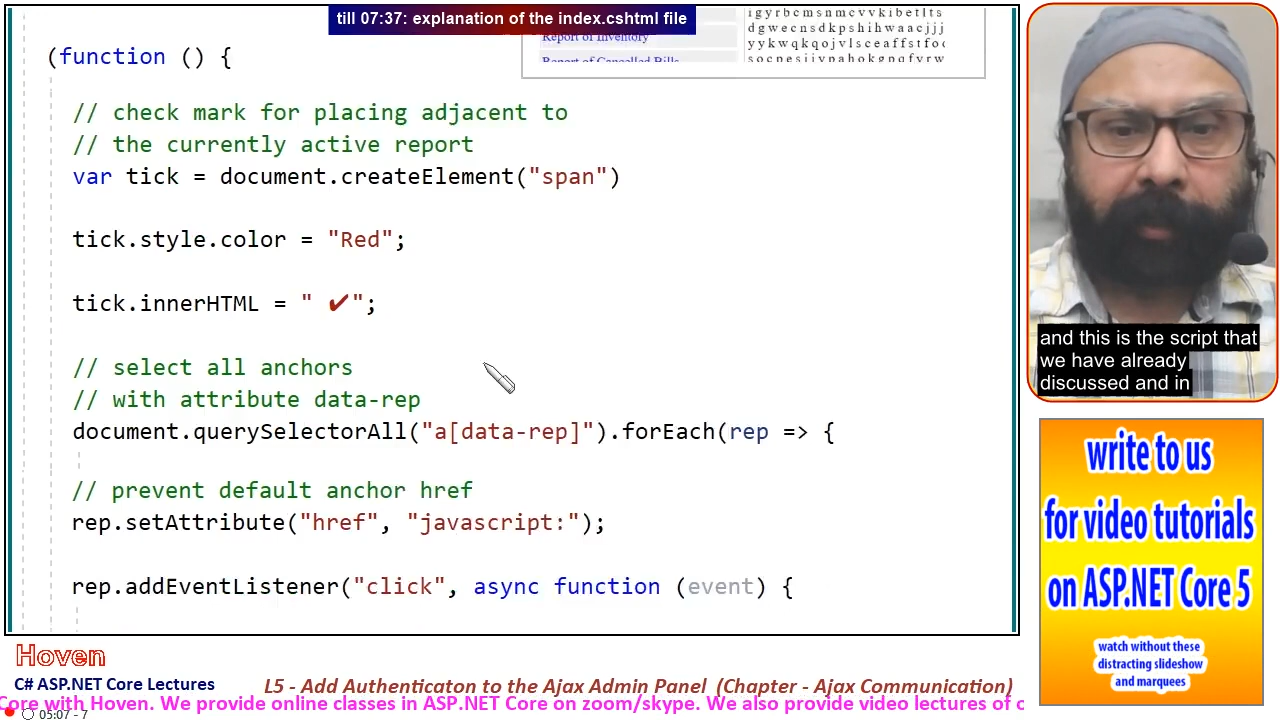 till 07:37: explanation of the index.cshtml file
Report of Inventory
(function () {
// check mark for placing adjacent to
// the currently active report
var tick = document.createElement("span")
tick.style.color = "Red";
tick.innerHTML = " ✔";
// select all anchors
// with attribute data-rep
document.querySelectorAll("a[data-rep]").forEach(rep => {
// prevent default anchor href
rep.setAttribute("href", "javascript:");
rep.addEventListener("click", async function (event) {
and this is the script that
we have already
discussed and in
write to us
for video tutorials
on ASP.NET Core 5
watch without these
distracting slideshow
and marquees
Hoven
C# ASP.NET Core Lectures
L5 - Add Authenticaton to the Ajax Admin Panel (Chapter - Ajax Communication)
Core with Hoven. We provide online classes in ASP.NET Core on zoom/skype. We also provide video lectures of c
05:07 - 7